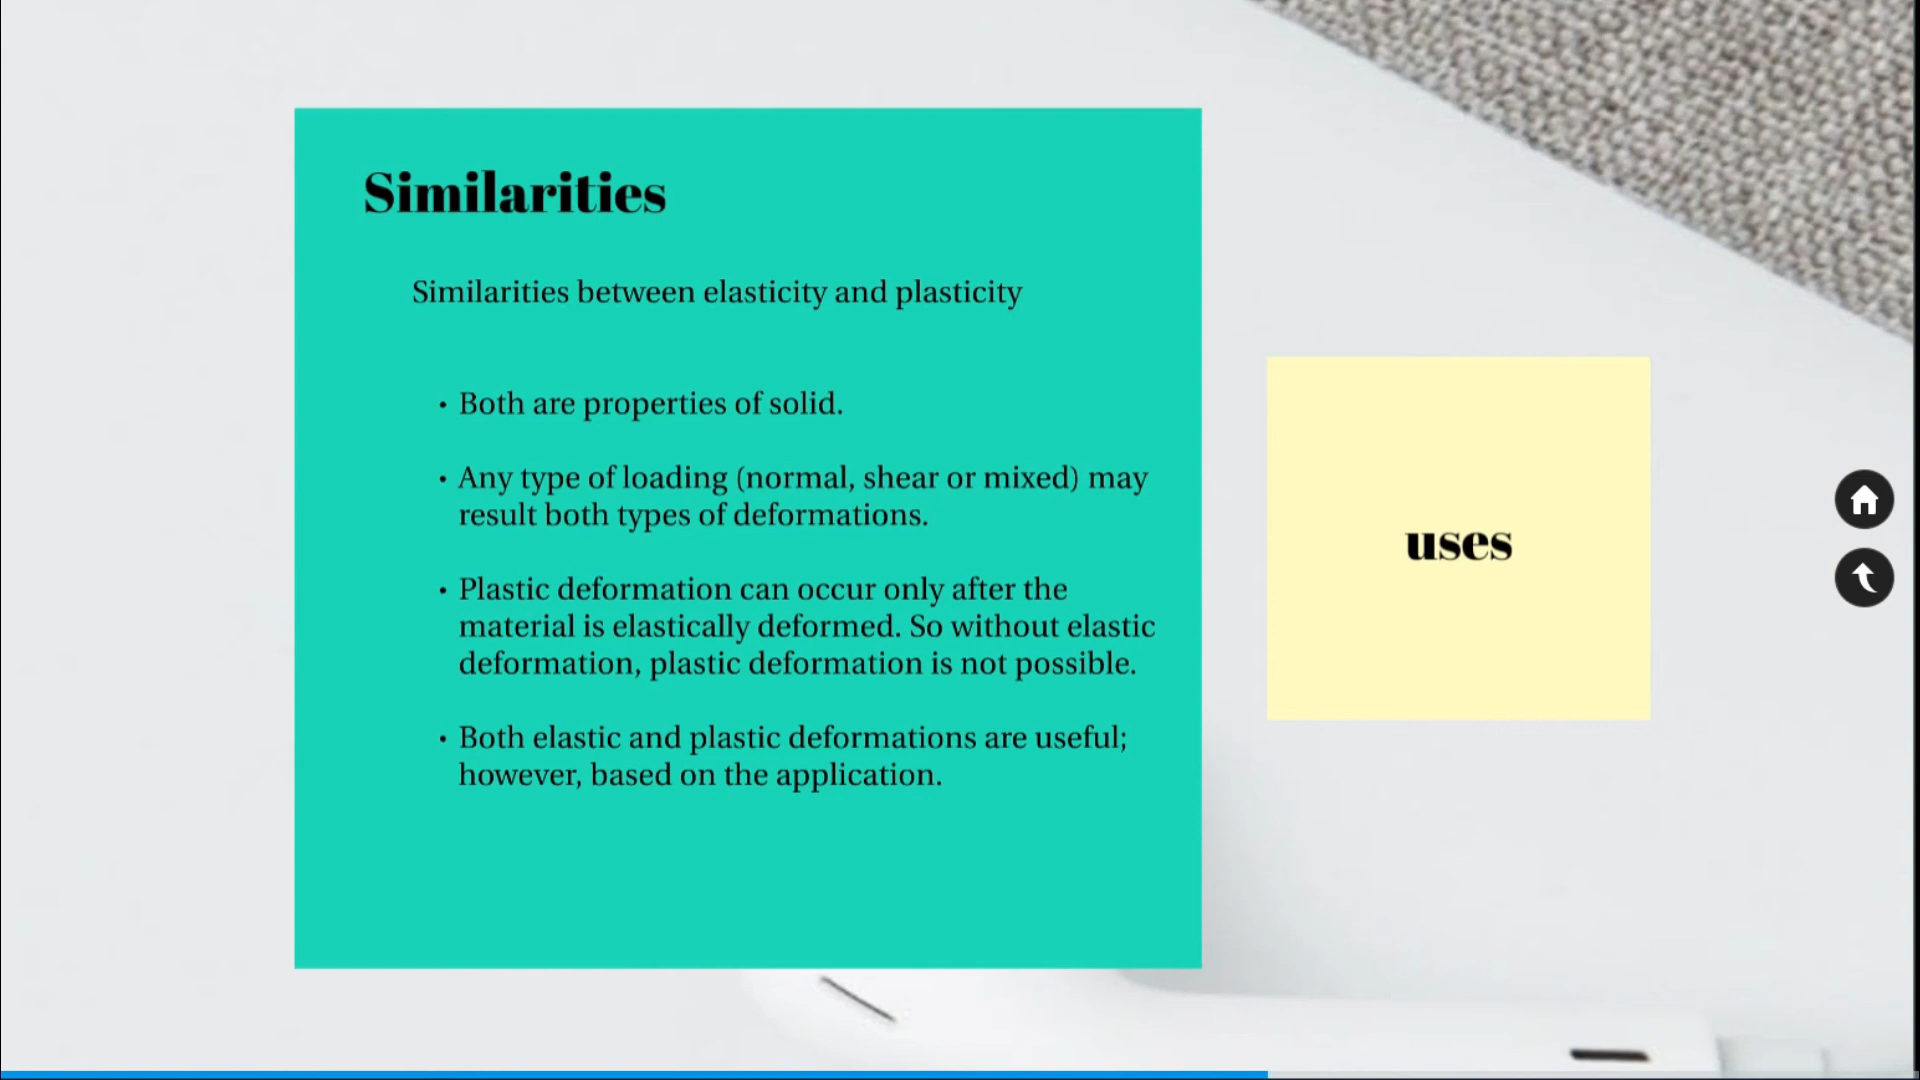 Similarities
Similarities between elasticity and plasticity
• Both are properties of solid.
• Any type of loading (normal, shear or mixed) may
result both types of deformations.
• Plastic deformation can occur only after the
material is elastically deformed. So without elastic
deformation, plastic deformation is not possible.
• Both elastic and plastic deformations are useful;
however, based on the application.
uses